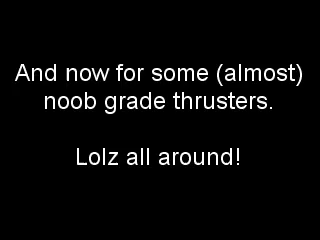 And now for some (almost)
noob grade thrusters.
Lolz all around!